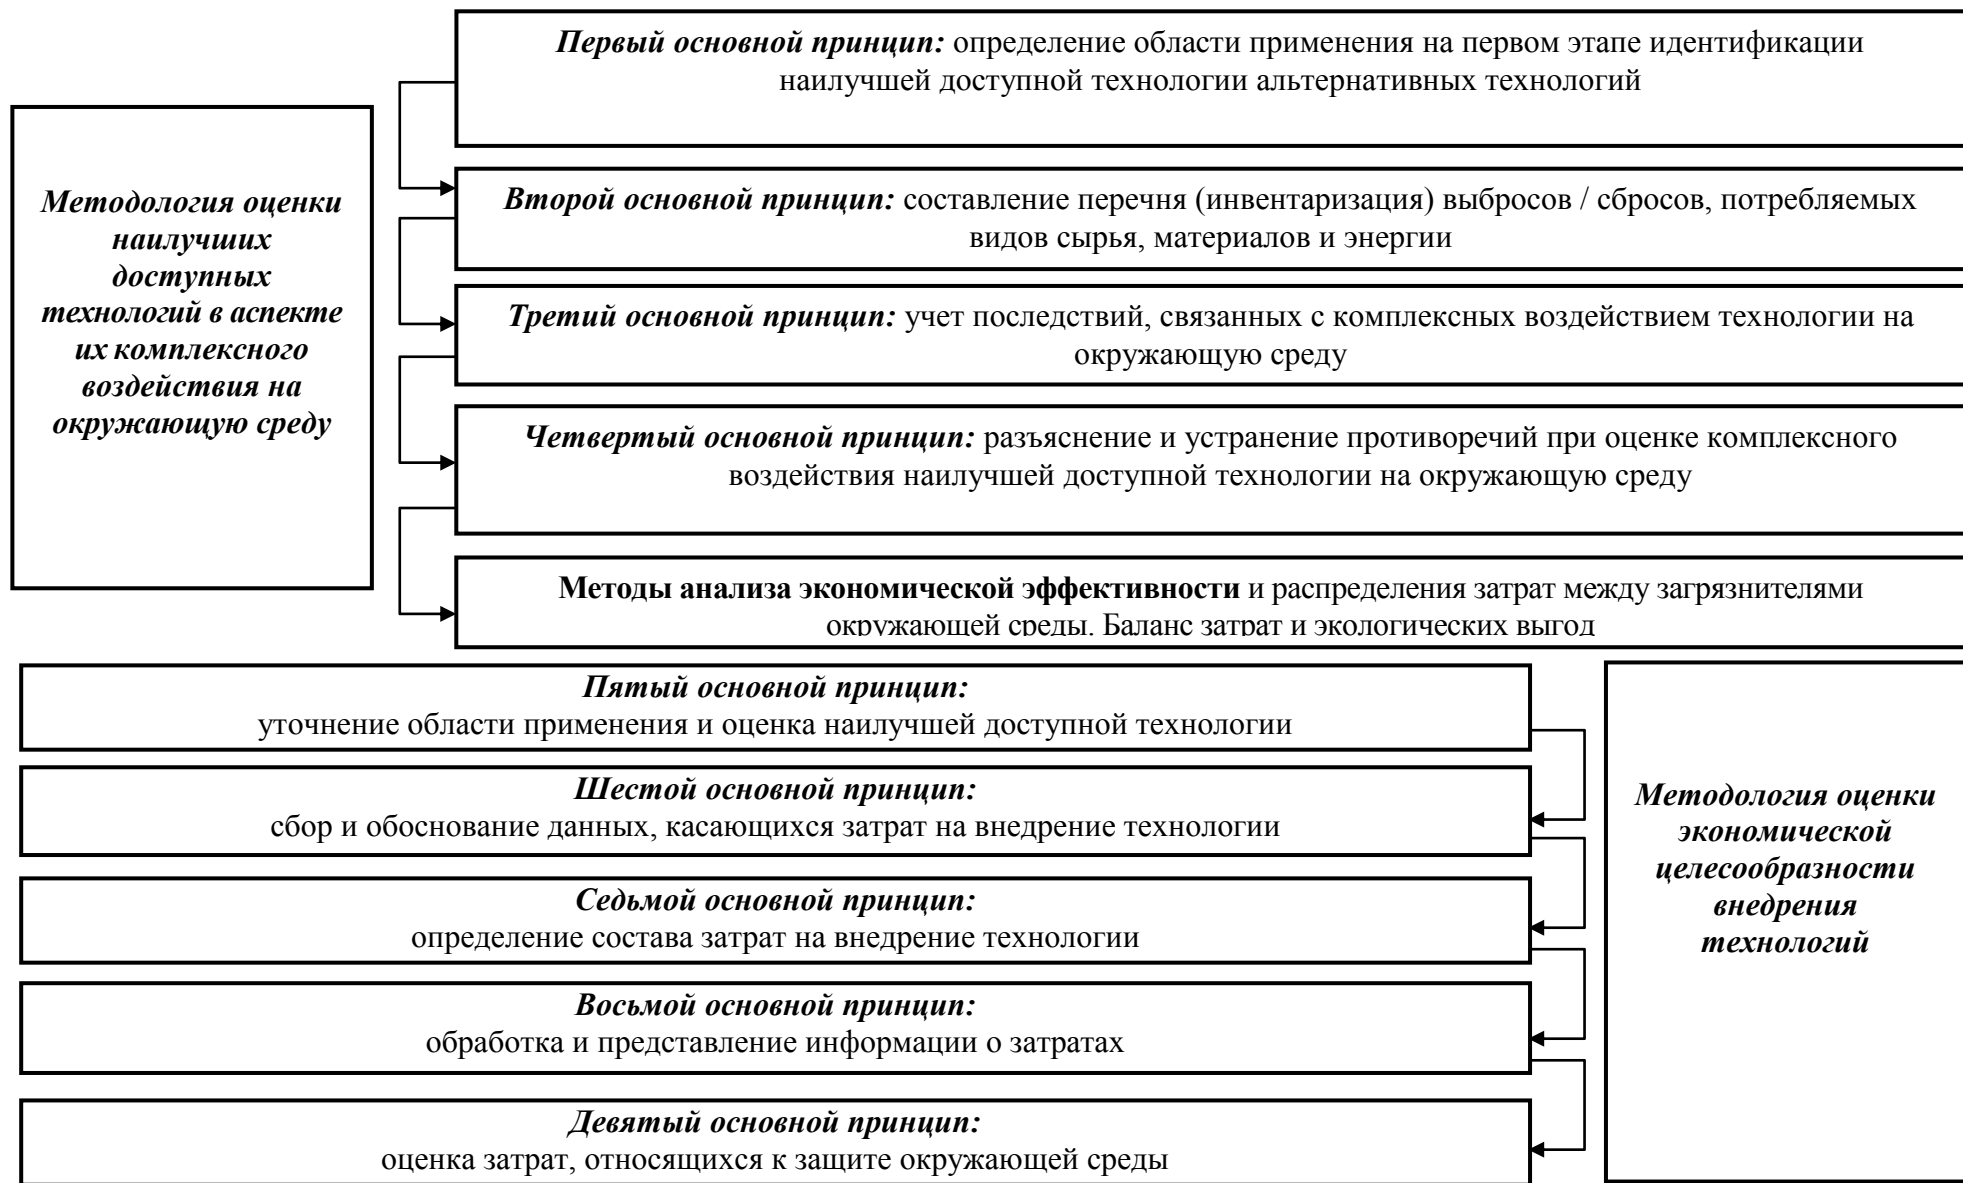 Первый основной принцип: определение области применения на первом этапе идентификации
наилучшей доступной технологии альтернативных технологий
Методология оценки
наилучших
доступных
технологий в аспекте
их комплексного
воздействия на
окружающую среду
Второй основной принцип: составление перечня (инвентаризация) выбросов / сбросов, потребляемых
видов сырья, материалов и энергии
Третий основной принцип: учет последствий, связанных с комплексных воздействием технологии на
окружающую среду
Четвертый основной принцип: разъяснение и устранение противоречий при оценке комплексного
воздействия наилучшей доступной технологии на окружающую среду
Методы анализа экономической эффективности и распределения затрат между загрязнителями
окружающей среды. Баланс затрат и экологических выгод
Пятый основной принцип:
уточнение области применения и оценка наилучшей доступной технологии
Шестой основной принцип:
сбор и обоснование данных, касающихся затрат на внедрение технологии
Седьмой основной принцип:
определение состава затрат на внедрение технологии
Восьмой основной принцип:
обработка и представление информации о затратах
Девятый основной принцип:
оценка затрат, относящихся к защите окружающей среды
Методология оценки
экономической
целесообразности
внедрения
технологий